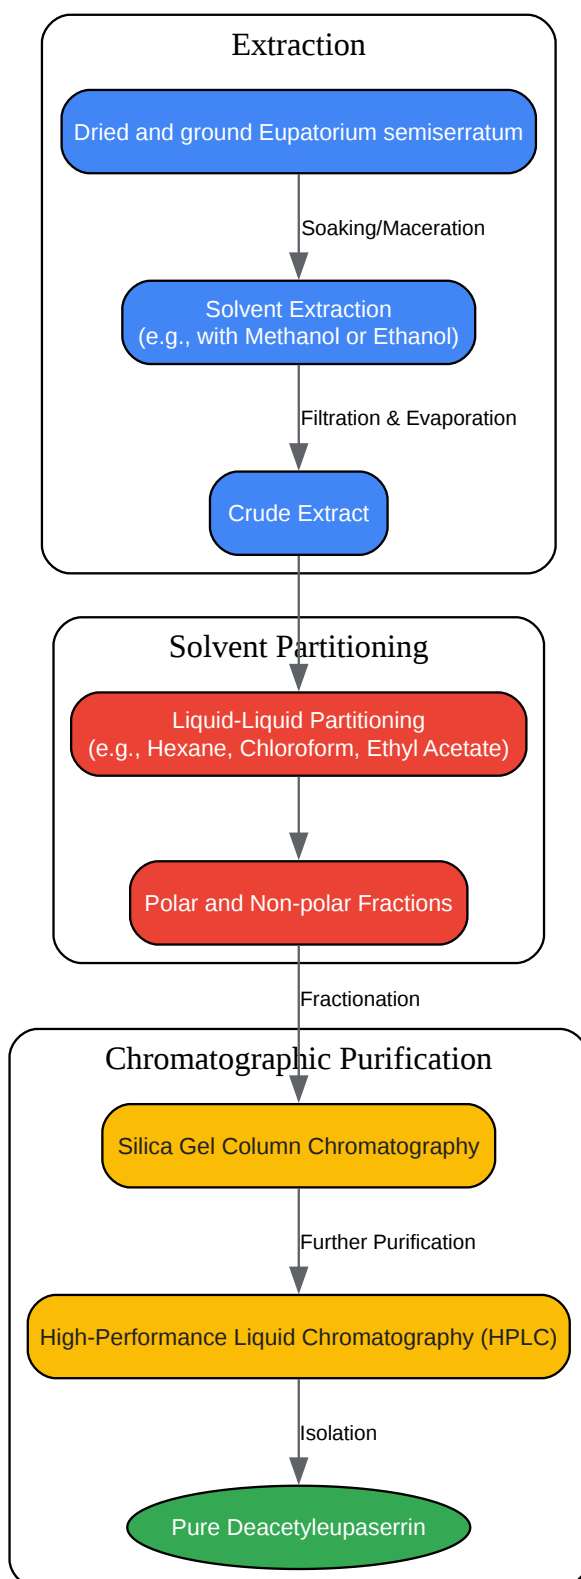 Extraction
Dried and ground Eupatorium semiserratum
Soaking/Maceration
Solvent Extraction
(e.g., with Methanol or Ethanol)
Filtration & Evaporation
Crude Extract
Solvent Partitioning
Liquid-Liquid Partitioning
(e.g., Hexane, Chloroform, Ethyl Acetate)
Polar and Non-polar Fractions
Fractionation
Chromatographic Purification
Silica Gel Column Chromatography
Further Purification
High-Performance Liquid Chromatography (HPLC)
Isolation
Pure Deacetyleupaserrin